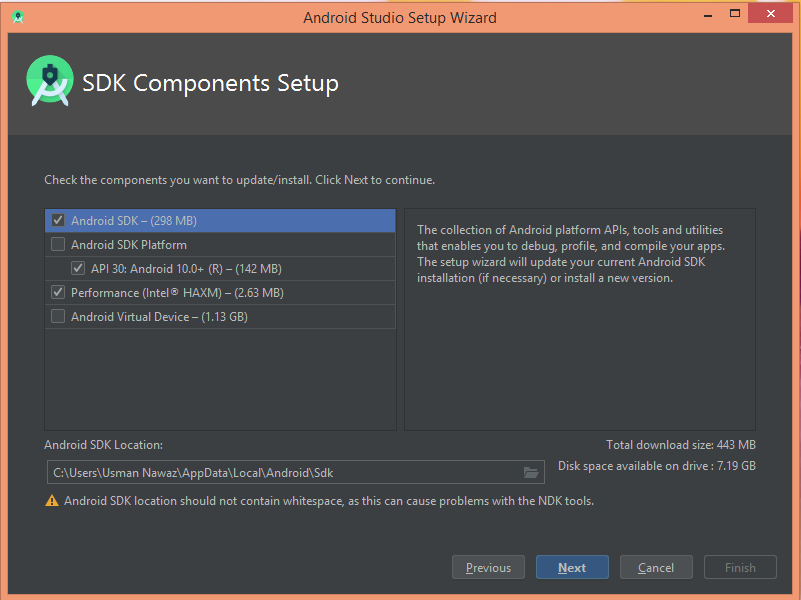 Android Studio Setup Wizard
SDK Components Setup
Check the components you want to update/install. Click Next to continue.
Android SDK – (298 MB)
Android SDK Platform
API 30: Android 10.0+ (R) – (142 MB)
Performance (Intel® HAXM) – (2.63 MB)
Android Virtual Device – (1.13 GB)
The collection of Android platform APIs, tools and utilities
that enables you to debug, profile, and compile your apps.
The setup wizard will update your current Android SDK
installation (if necessary) or install a new version.
Android SDK Location:
Total download size: 443 MB
C:\Users\Usman Nawaz\AppData\Local\Android\Sdk
Disk space available on drive : 7.19 GB
Android SDK location should not contain whitespace, as this can cause problems with the NDK tools.
Previous
Next
Cancel
Finish